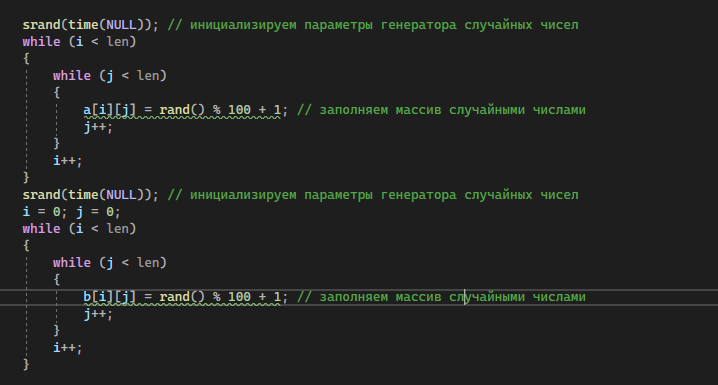 srand(time(NULL)); // инициализируем параметры генератора случайных чисел
while (i < len)
{
while (j < len)
{
a[i][j] = rand() % 100 + 1; // заполняем массив случайными числами
j++;
}
i++;
}
srand(time(NULL)); // инициализируем параметры генератора случайных чисел
i = 0; j = 0;
while (i < len)
{
while (j < len)
{
b[i][j] = rand() % 100 + 1; // заполняем массив случайными числами
j++;
}
i++;
}